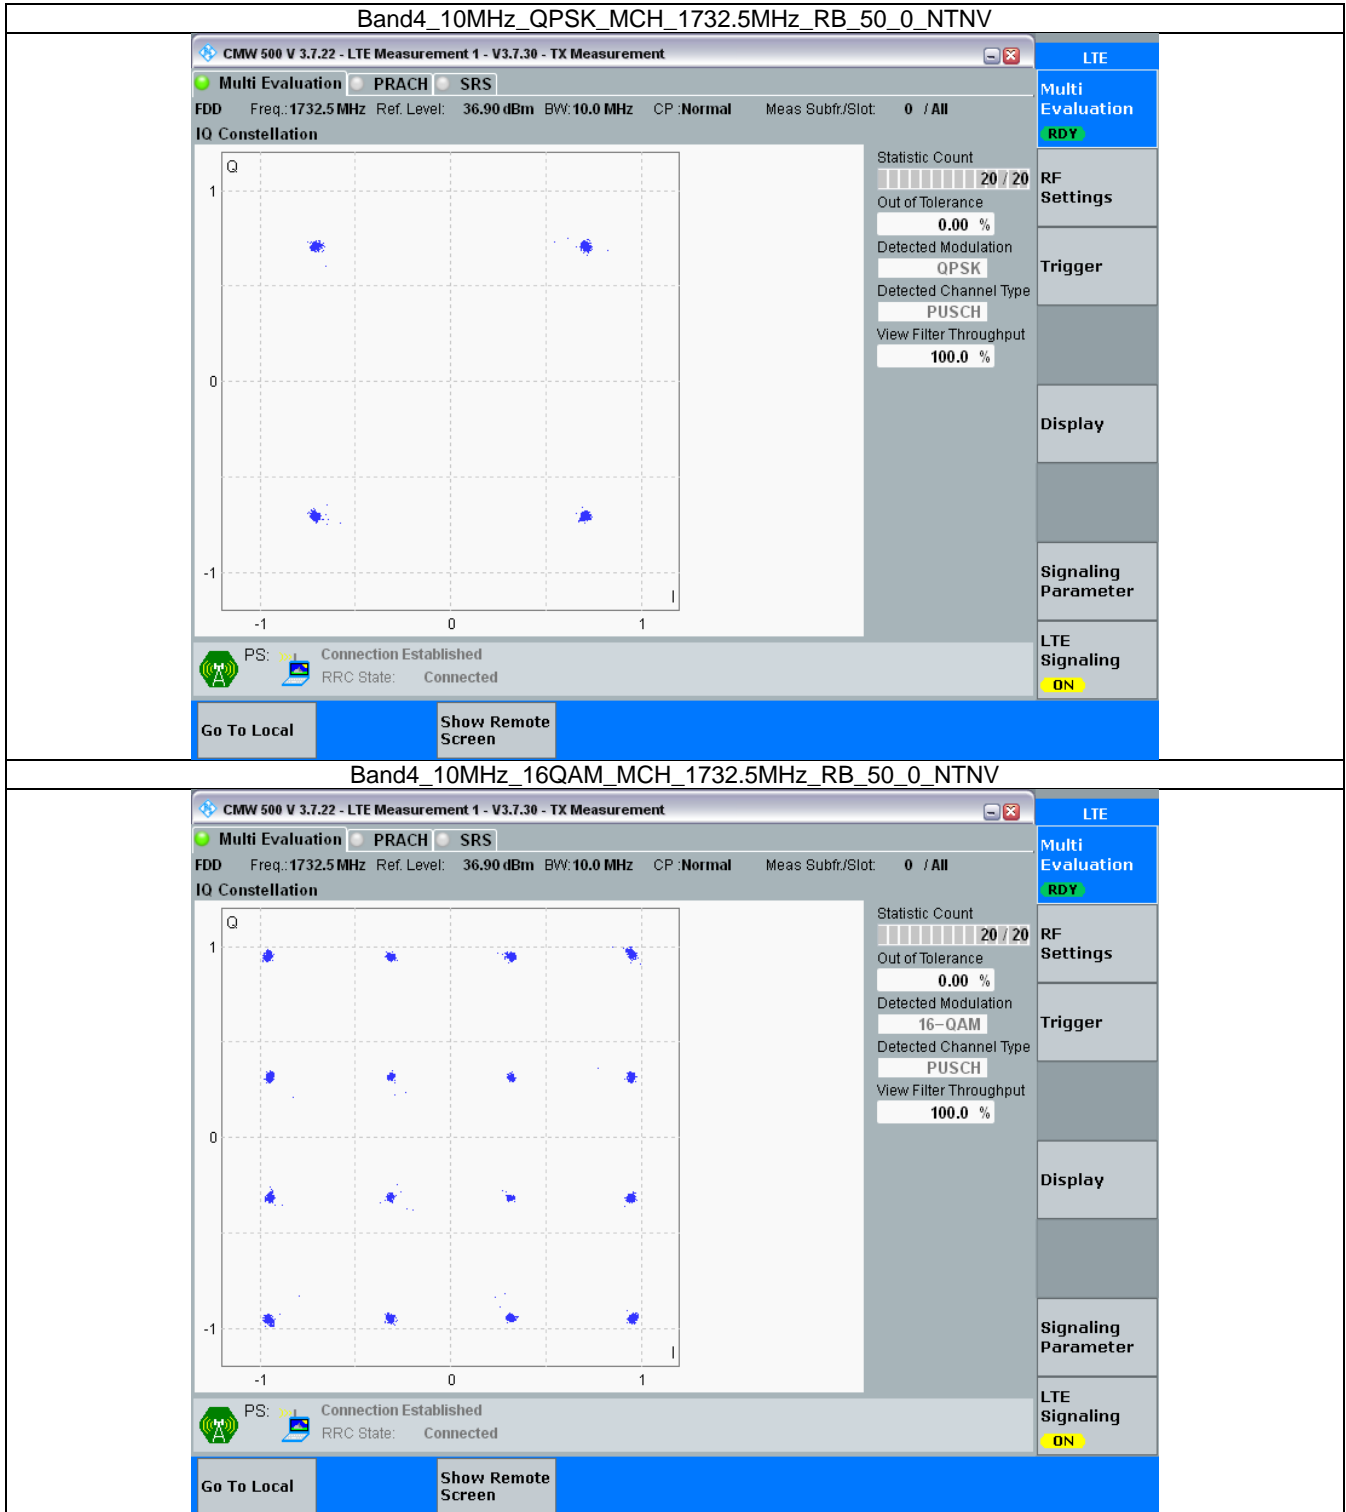 Band4_10MHz_QPSK_MCH_1732.5MHz_RB_50_0_NTNV
CMW 500 V 3.7.22 - LTE Measurement 1 - V3.7.30 - TX Measurement
LTE
Multi Evaluation PRACH SRS
Multi
Evaluation
RDY
FDD Freq.:1732.5 MHz Ref. Level: 36.90 dBm BW:10.0 MHz CP :Normal Meas Subfr./Slot: 0 / All
IQ Constellation
Q
1
0
-1
-1 0 1
I
Statistic Count
20 / 20
Out of Tolerance
0.00 %
Detected Modulation
QPSK
Detected Channel Type
PUSCH
View Filter Throughput
100.0 %
RF
Settings
Trigger
Display
Signaling
Parameter
LTE
Signaling
ON
PS: Connection Established
RRC State: Connected
Go To Local
Show Remote
Screen
Band4_10MHz_16QAM_MCH_1732.5MHz_RB_50_0_NTNV
CMW 500 V 3.7.22 - LTE Measurement 1 - V3.7.30 - TX Measurement
LTE
Multi Evaluation PRACH SRS
Multi
Evaluation
RDY
FDD Freq.:1732.5 MHz Ref. Level: 36.90 dBm BW:10.0 MHz CP :Normal Meas Subfr./Slot: 0 / All
IQ Constellation
Q
1
0
-1
-1 0 1
I
Statistic Count
20 / 20
Out of Tolerance
0.00 %
Detected Modulation
16-QAM
Detected Channel Type
PUSCH
View Filter Throughput
100.0 %
RF
Settings
Trigger
Display
Signaling
Parameter
LTE
Signaling
ON
PS: Connection Established
RRC State: Connected
Go To Local
Show Remote
Screen